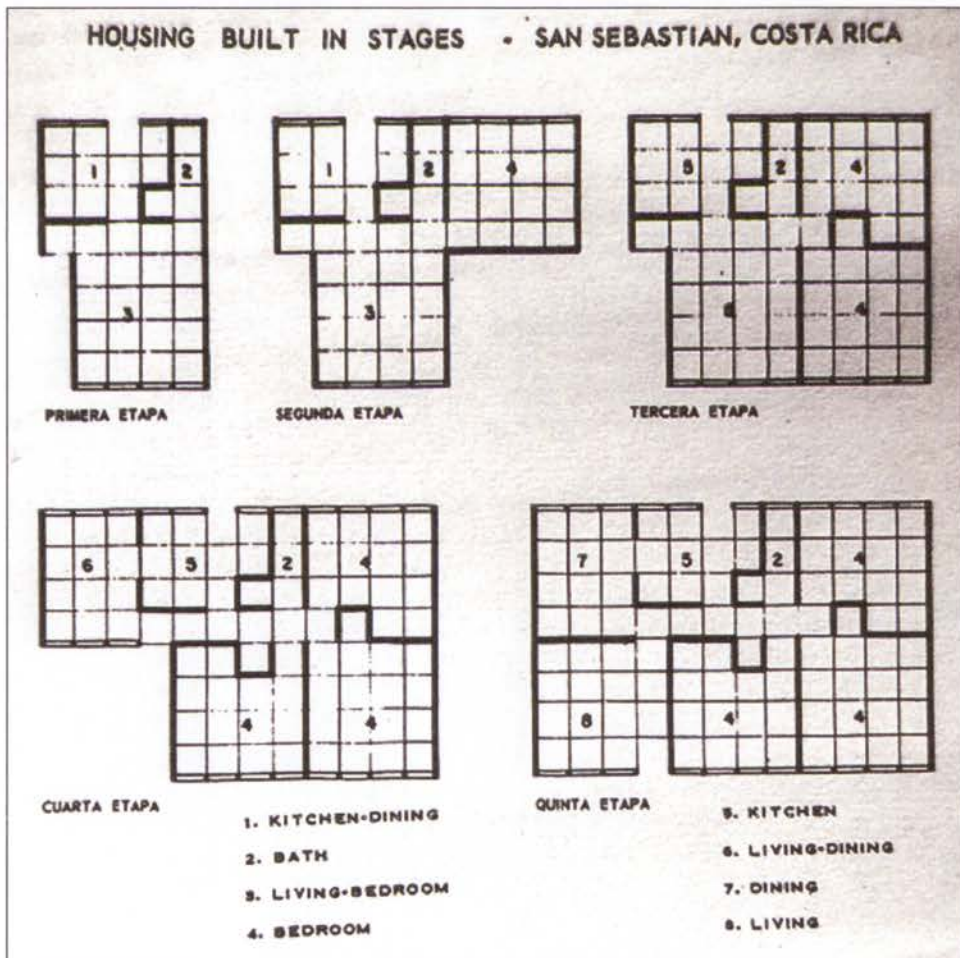 HOUSING BUILT IN STAGES - SAN SEBASTIAN, COSTA RICA
1 2
3
PRIMERA ETAPA
1 2 4
3
SEGUNDA ETAPA
5 2 4
6 4
TERCERA ETAPA
6 5 2 4
4 4
CUARTA ETAPA
7 5 2 4
8 4 4
QUINTA ETAPA
1. KITCHEN-DINING
2. BATH
3. LIVING-BEDROOM
4. BEDROOM
5. KITCHEN
6. LIVING-DINING
7. DINING
8. LIVING